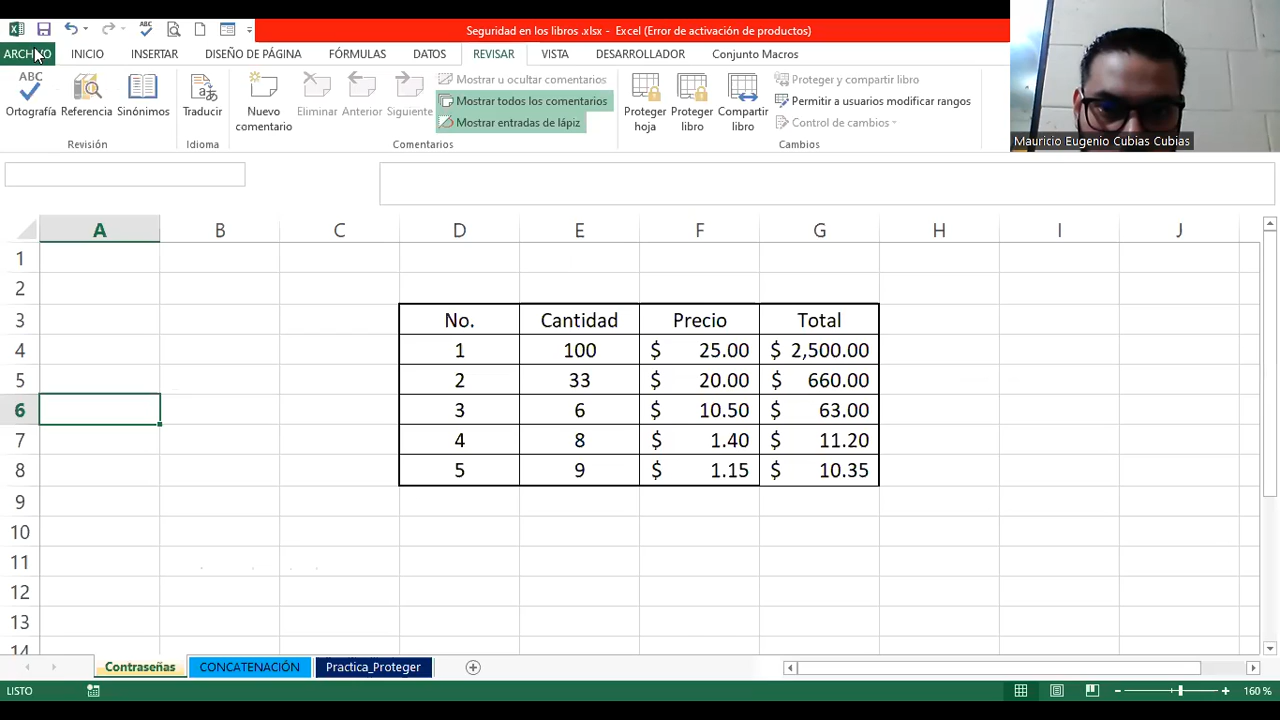 Seguridad en los libros .xlsx - Excel (Error de activación de productos)
ARCHIVO INICIO INSERTAR DISEÑO DE PÁGINA FÓRMULAS DATOS REVISAR VISTA DESARROLLADOR Conjunto Macros
ABC
Ortografía
Referencia
Sinónimos
Revisión
Traducir
Idioma
Nuevo comentario
Eliminar
Anterior
Siguiente
Mostrar u ocultar comentarios
Mostrar todos los comentarios
Mostrar entradas de lápiz
Comentarios
Proteger hoja
Proteger libro
Compartir libro
Proteger y compartir libro
Permitir a usuarios modificar rangos
Control de cambios
Cambios
Mauricio Eugenio Cubias Cubias
A B C D E F G H I J
1
2
3 No. Cantidad Precio Total
4 1 100 $ 25.00 $ 2,500.00
5 2 33 $ 20.00 $ 660.00
6 3 6 $ 10.50 $ 63.00
7 4 8 $ 1.40 $ 11.20
8 5 9 $ 1.15 $ 10.35
9
10
11
12
13
14
Contraseñas CONCATENACIÓN Practica_Proteger
LISTO 160 %